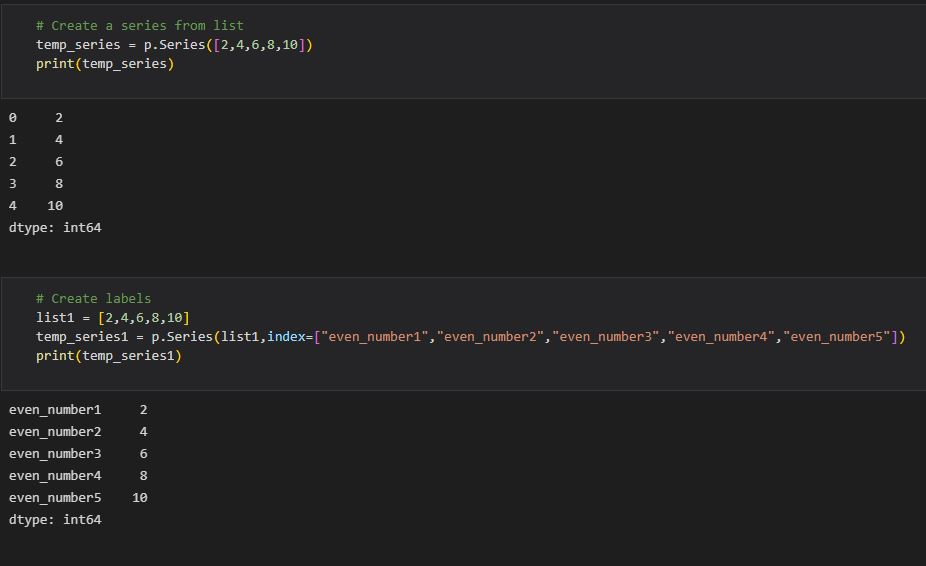 # Create a series from list
temp_series = p.Series([2,4,6,8,10])
print(temp_series)
0     2
1     4
2     6
3     8
4    10
dtype: int64
# Create labels
list1 = [2,4,6,8,10]
temp_series1 = p.Series(list1,index=["even_number1","even_number2","even_number3","even_number4","even_number5"])
print(temp_series1)
even_number1     2
even_number2     4
even_number3     6
even_number4     8
even_number5    10
dtype: int64